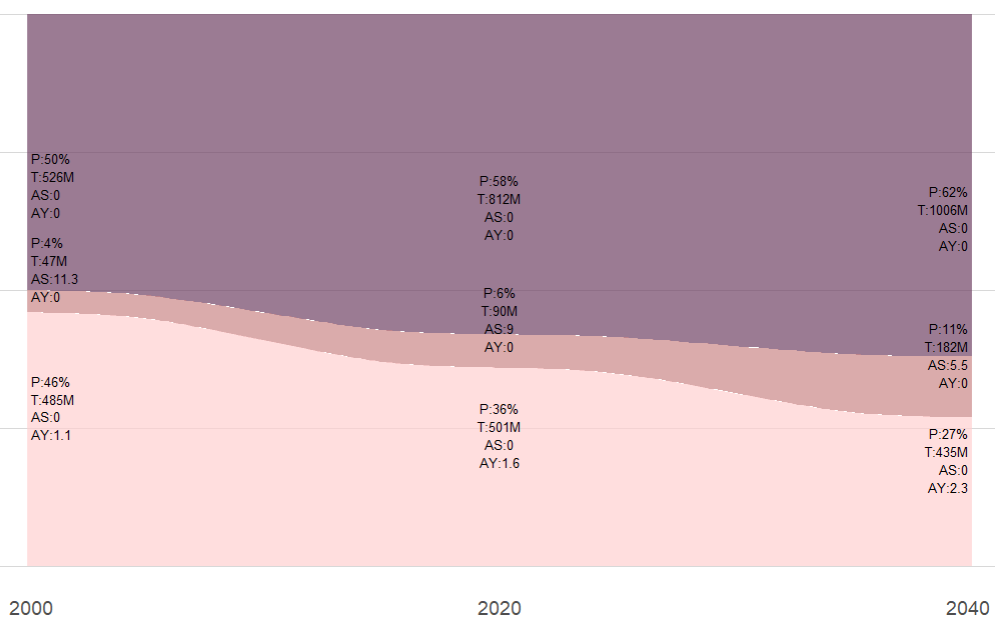 P:50%
T:526M
AS:0
AY:0
P:4%
T:47M
AS:11.3
AY:0
P:46%
T:485M
AS:0
AY:1.1
P:58%
T:812M
AS:0
AY:0
P:6%
T:90M
AS:9
AY:0
P:36%
T:501M
AS:0
AY:1.6
P:62%
T:1006M
AS:0
AY:0
P:11%
T:182M
AS:5.5
AY:0
P:27%
T:435M
AS:0
AY:2.3
2000
2020
2040